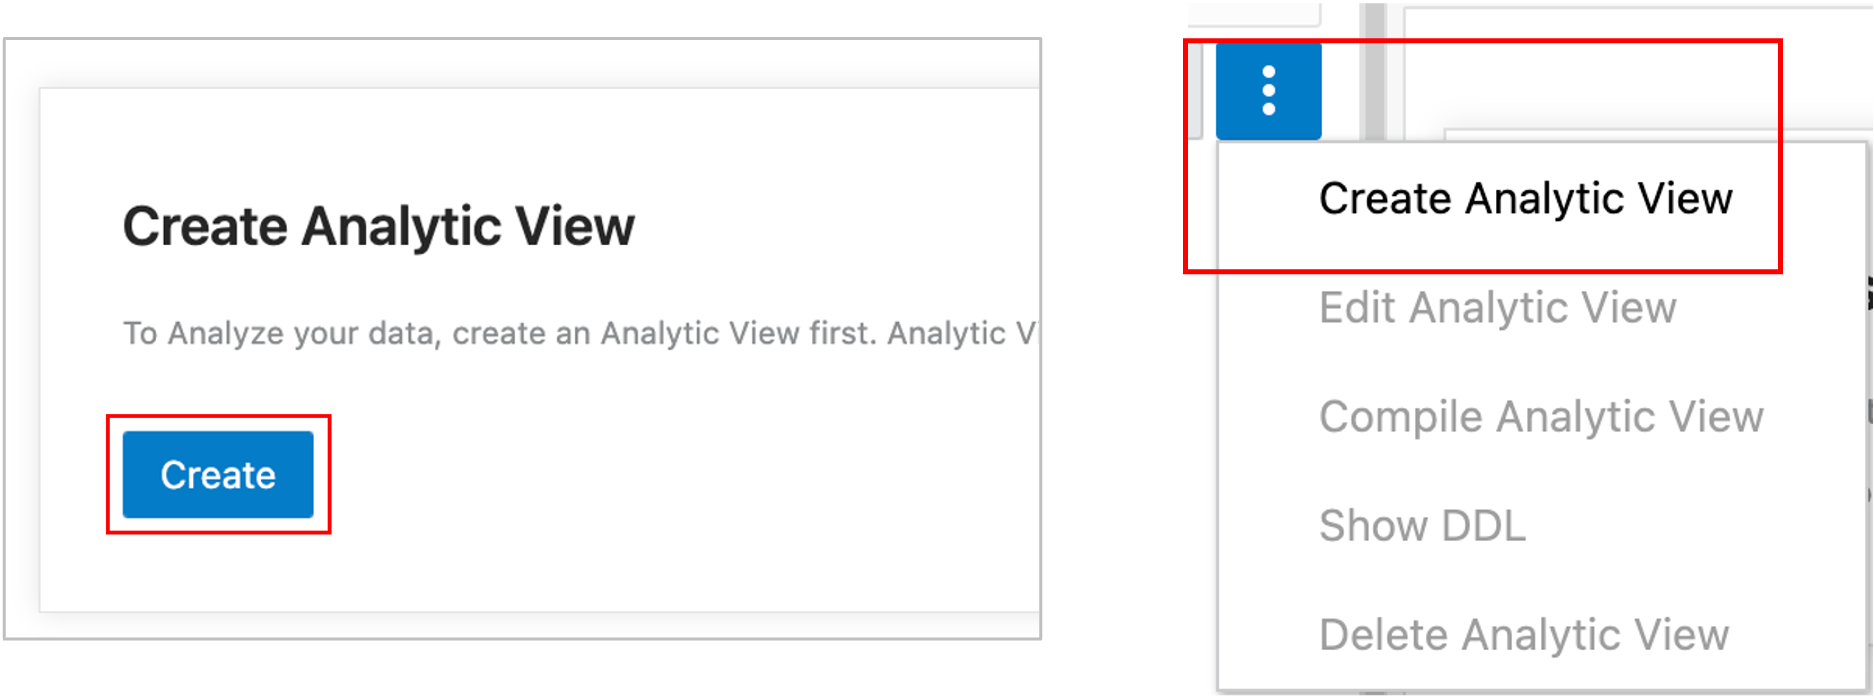 Create Analytic View
To Analyze your data, create an Analytic View first. Analytic
Create
Create Analytic View
Edit Analytic View
Compile Analytic View
Show DDL
Delete Analytic View